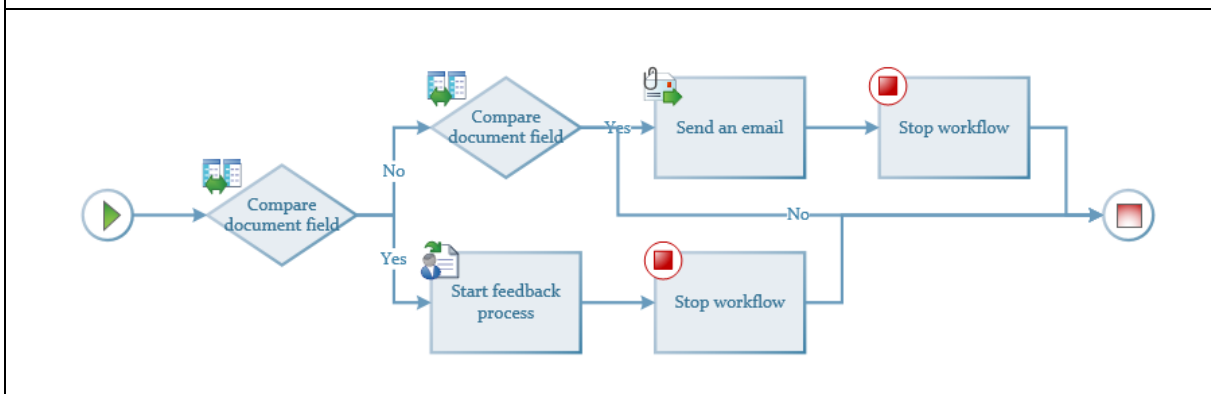 Compare
document field
Yes
Send an email
Stop workflow
No
Compare
document field
No
Yes
Start feedback
process
Stop workflow